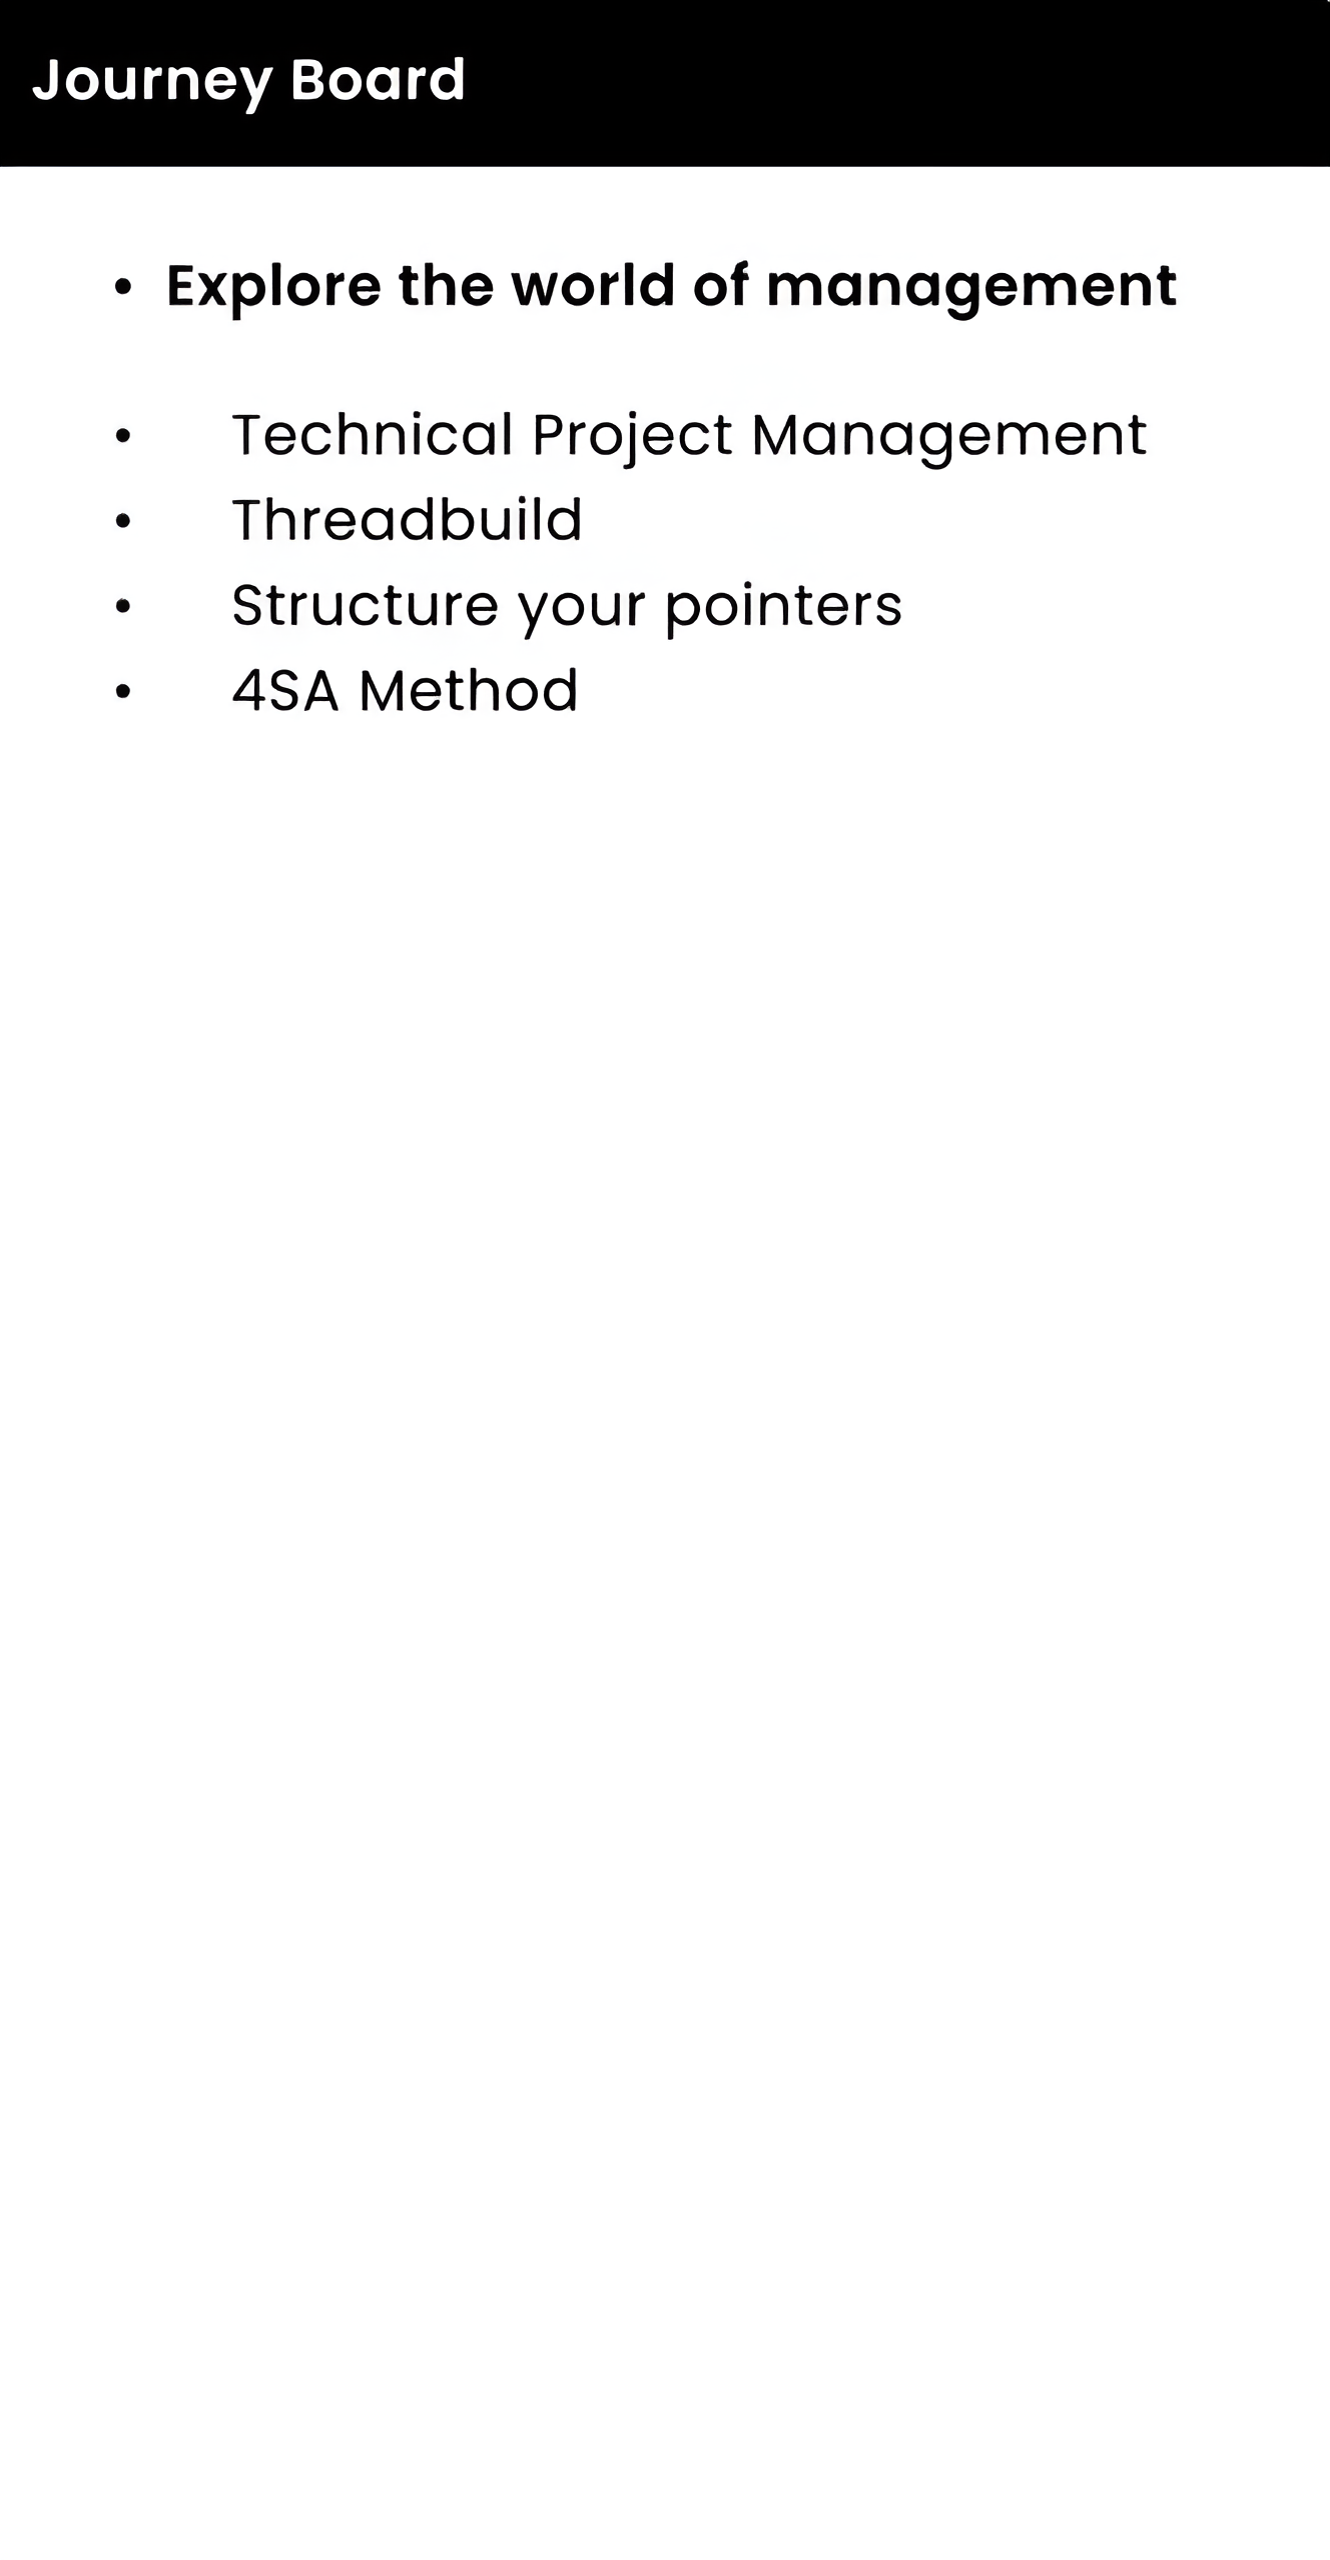 Journey Board
• Explore the world of management
• Technical Project Management
• Threadbuild
• Structure your pointers
• 4SA Method